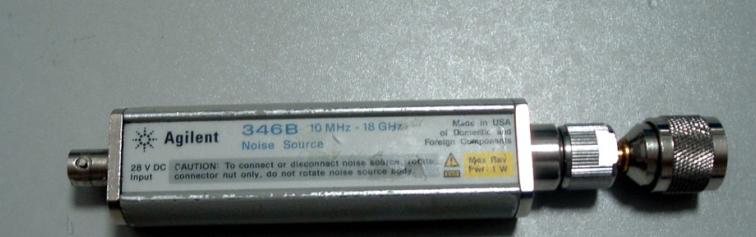 Agilent
346B 10 MHz - 18 GHz
Noise Source
Made in USA
of Domestic and
Foreign Components
28 V DC
Input
CAUTION: To connect or disconnect noise source, rotate
connector nut only, do not rotate noise source body.
Max Rev
Pwr: 1 W